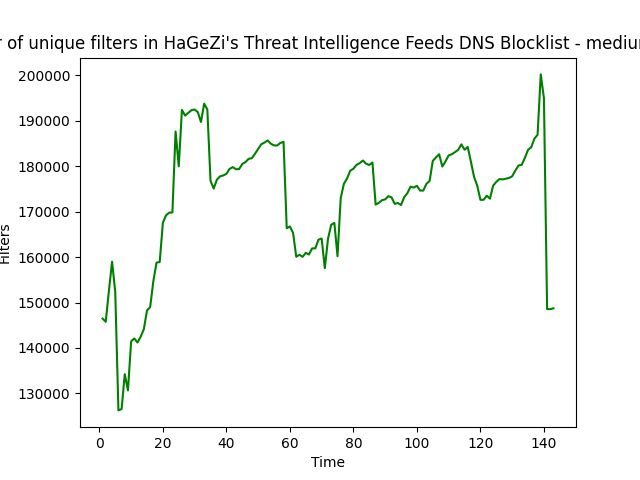 r of unique filters in HaGeZi's Threat Intelligence Feeds DNS Blocklist - mediu
200000
190000
180000
170000
160000
150000
140000
130000
Filters
0 20 40 60 80 100 120 140
Time